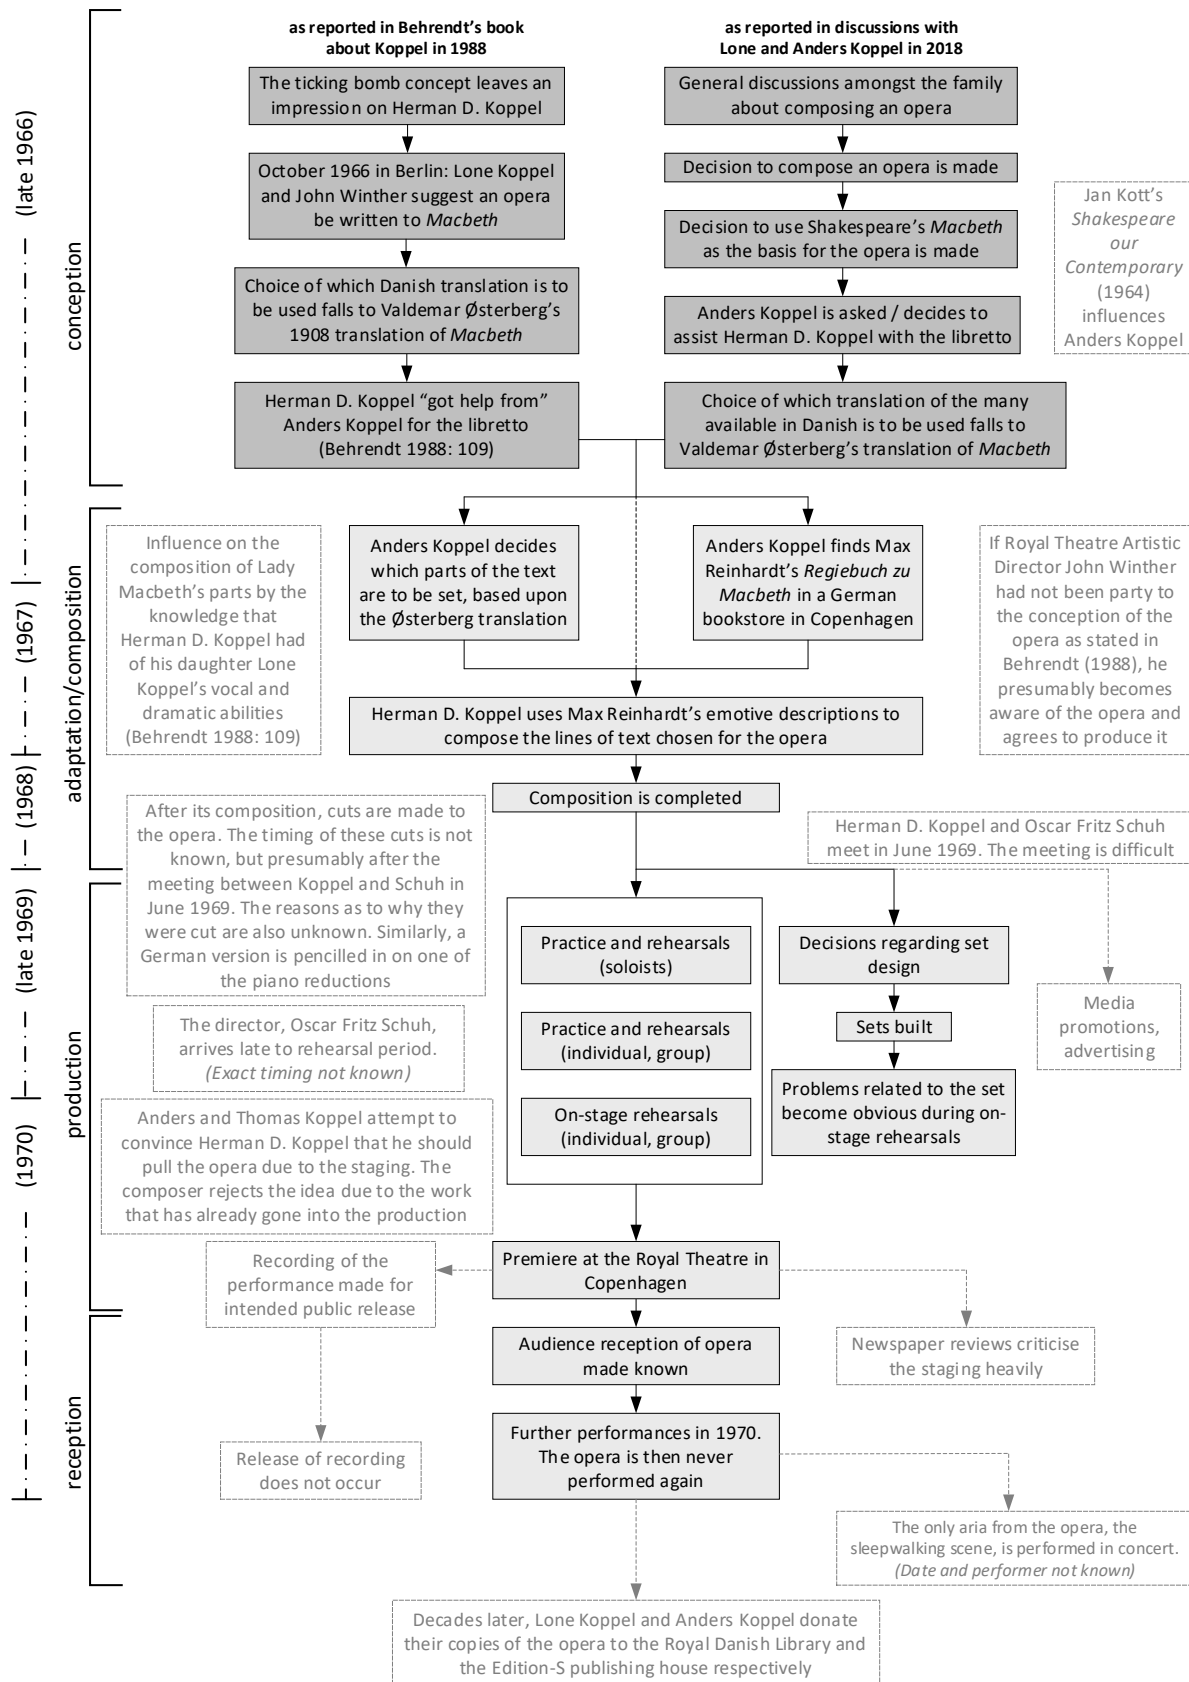 as reported in Behrendt’s book
about Koppel in 1988
as reported in discussions with
Lone and Anders Koppel in 2018
(late 1966)
(1967)
(1968)
(late 1969)
(1970)
conception
The ticking bomb concept leaves an
impression on Herman D. Koppel
October 1966 in Berlin: Lone Koppel
and John Winther suggest an opera
be written to Macbeth
Choice of which Danish translation is to
be used falls to Valdemar Østerberg’s
1908 translation of Macbeth
Herman D. Koppel “got help from”
Anders Koppel for the libretto
(Behrendt 1988: 109)
General discussions amongst the family
about composing an opera
Decision to compose an opera is made
Decision to use Shakespeare’s Macbeth
as the basis for the opera is made
Anders Koppel is asked / decides to
assist Herman D. Koppel with the libretto
Choice of which translation of the many
available in Danish is to be used falls to
Valdemar Østerberg’s translation of Macbeth
Jan Kott’s
Shakespeare
our
Contemporary
(1964)
influences
Anders Koppel
adaptation/composition
Influence on the
composition of Lady
Macbeth’s parts by the
knowledge that
Herman D. Koppel had
of his daughter Lone
Koppel’s vocal and
dramatic abilities
(Behrendt 1988: 109)
Anders Koppel decides
which parts of the text
are to be set, based upon
the Østerberg translation
Anders Koppel finds Max
Reinhardt’s Regiebuch zu
Macbeth in a German
bookstore in Copenhagen
If Royal Theatre Artistic
Director John Winther
had not been party to
the conception of the
opera as stated in
Behrendt (1988), he
presumably becomes
aware of the opera and
agrees to produce it
Herman D. Koppel uses Max Reinhardt’s emotive descriptions to
compose the lines of text chosen for the opera
Composition is completed
After its composition, cuts are made to
the opera. The timing of these cuts is not
known, but presumably after the
meeting between Koppel and Schuh in
June 1969. The reasons as to why they
were cut are also unknown. Similarly, a
German version is pencilled in on one of
the piano reductions
Herman D. Koppel and Oscar Fritz Schuh
meet in June 1969. The meeting is difficult
production
Practice and rehearsals
(soloists)
Practice and rehearsals
(individual, group)
On-stage rehearsals
(individual, group)
Decisions regarding set
design
Sets built
Problems related to the set
become obvious during on-
stage rehearsals
Media
promotions,
advertising
The director, Oscar Fritz Schuh,
arrives late to rehearsal period.
(Exact timing not known)
Anders and Thomas Koppel attempt to
convince Herman D. Koppel that he should
pull the opera due to the staging. The
composer rejects the idea due to the work
that has already gone into the production
Premiere at the Royal Theatre in
Copenhagen
Recording of the
performance made for
intended public release
reception
Audience reception of opera
made known
Newspaper reviews criticise
the staging heavily
Further performances in 1970.
The opera is then never
performed again
Release of recording
does not occur
The only aria from the opera, the
sleepwalking scene, is performed in concert.
(Date and performer not known)
Decades later, Lone Koppel and Anders Koppel donate
their copies of the opera to the Royal Danish Library and
the Edition-S publishing house respectively